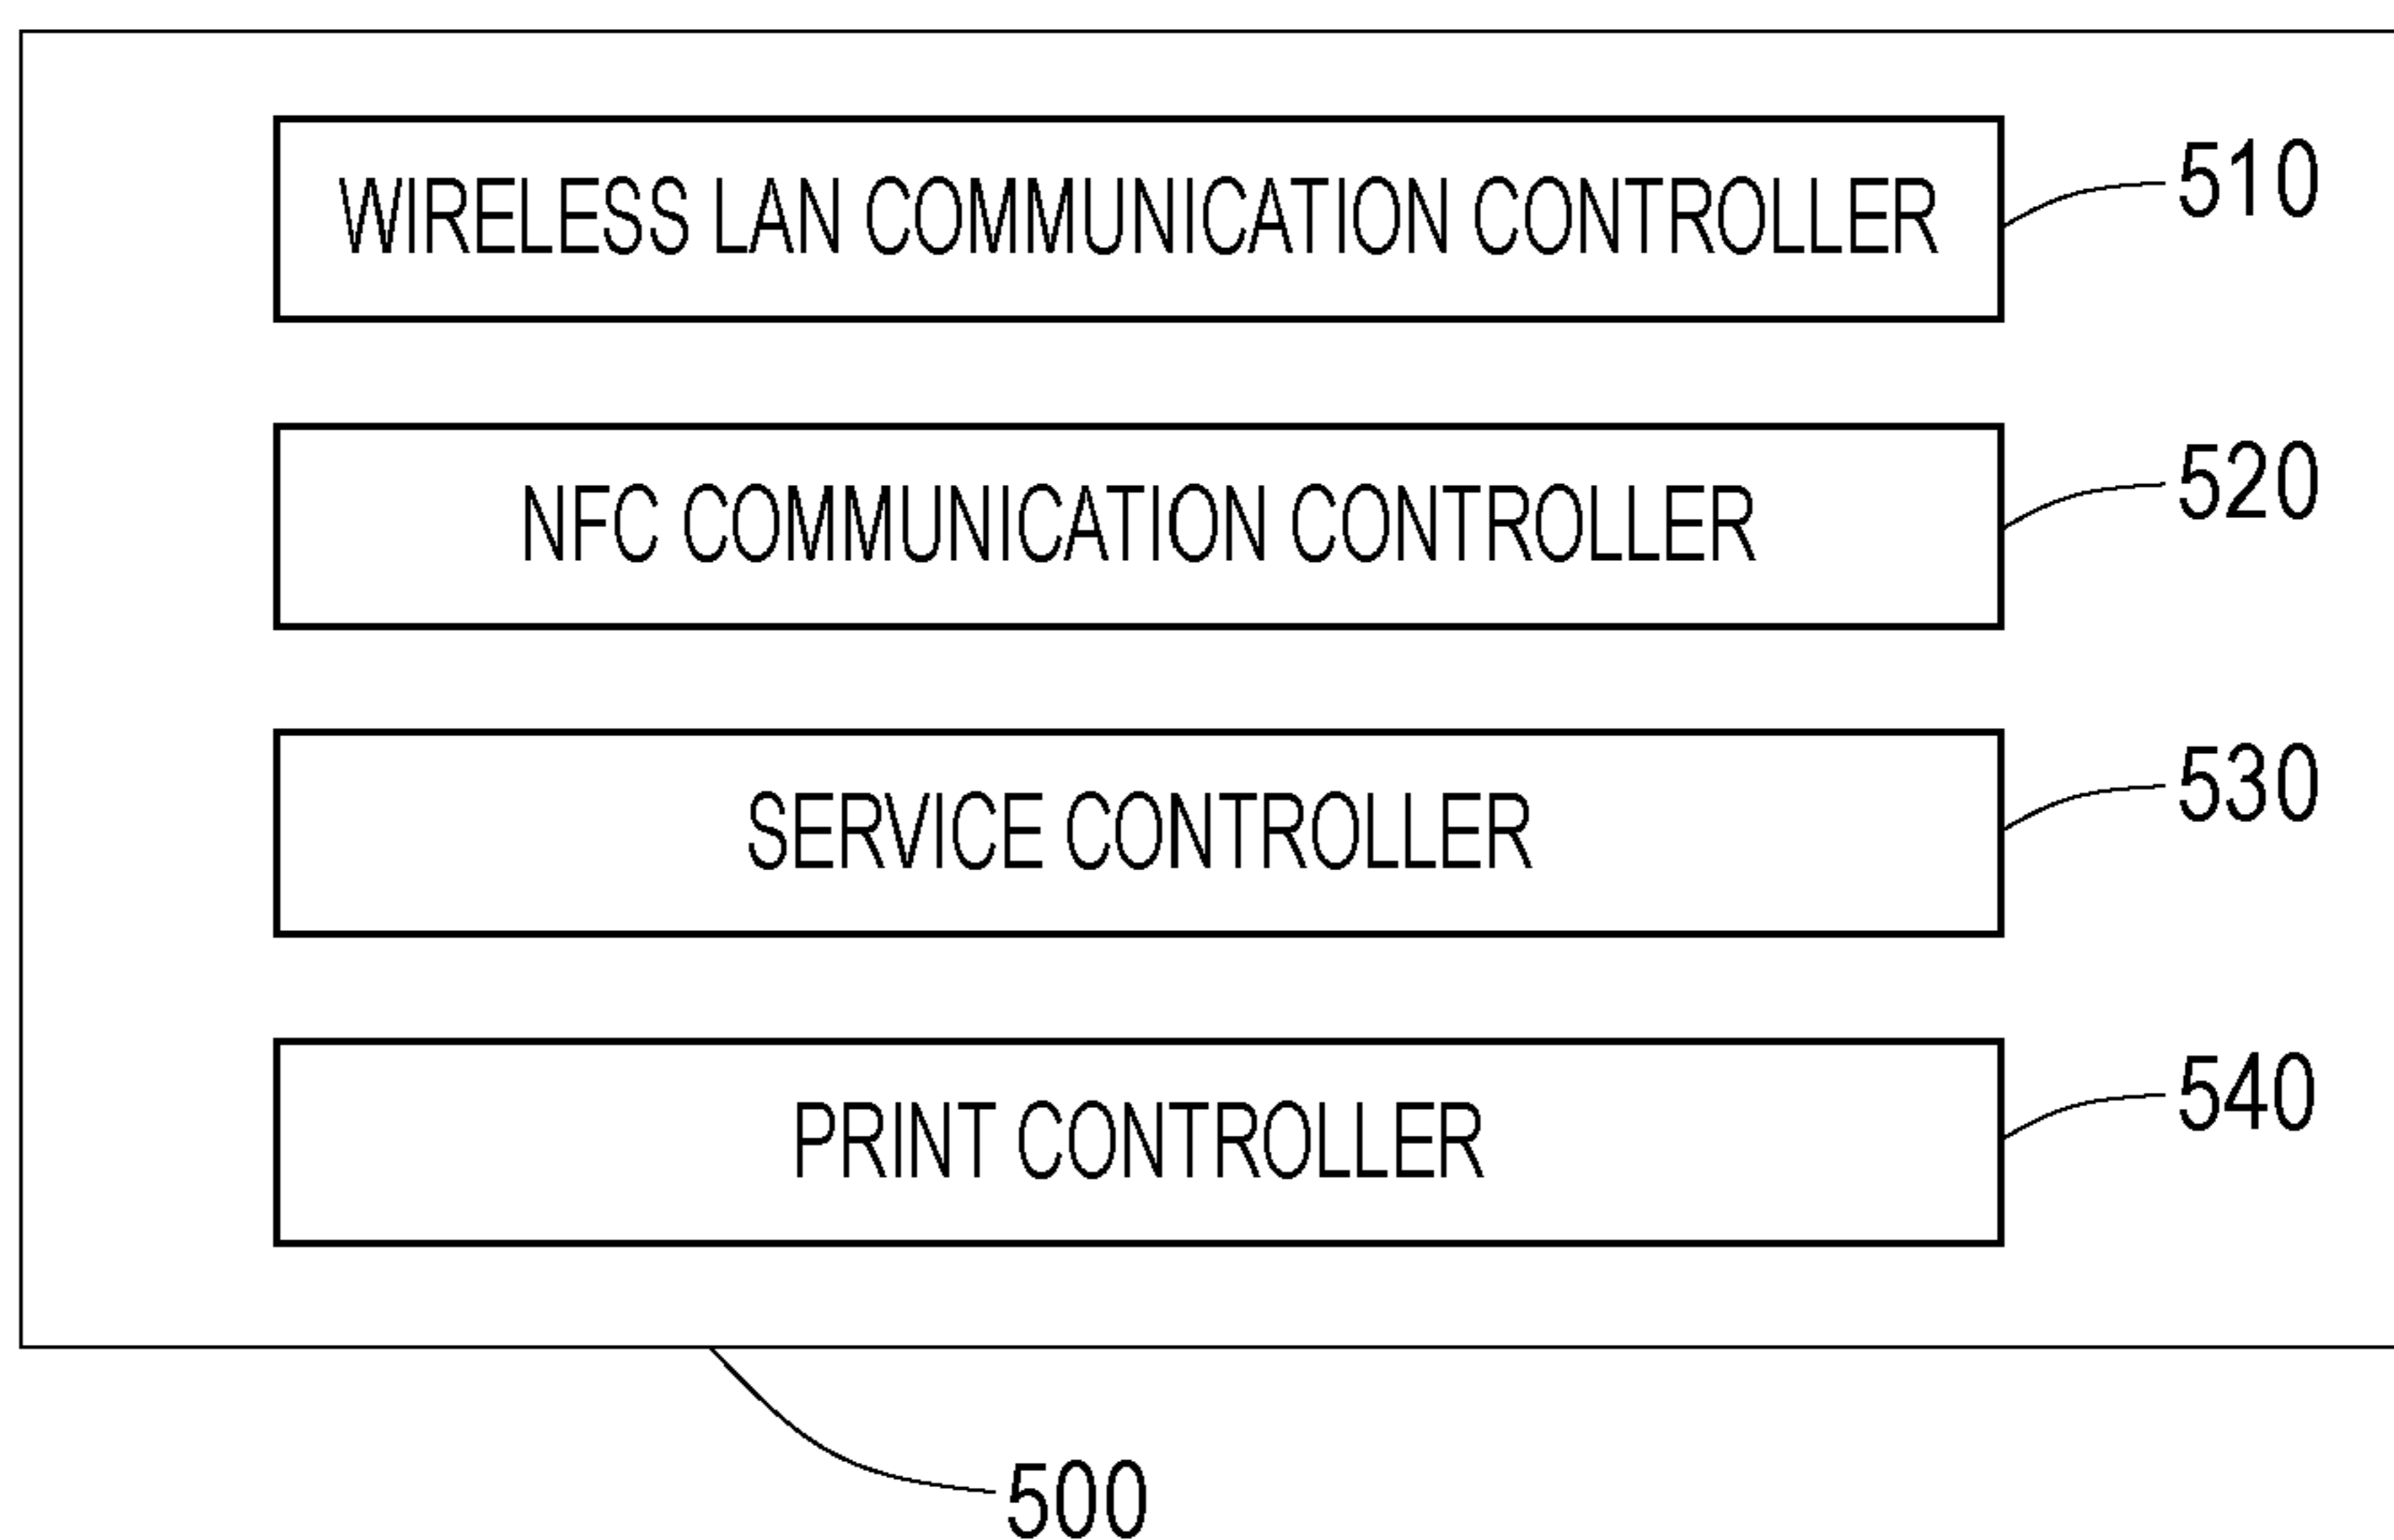 WIRELESS LAN COMMUNICATION CONTROLLER 510
NFC COMMUNICATION CONTROLLER 520
SERVICE CONTROLLER 530
PRINT CONTROLLER 540
500